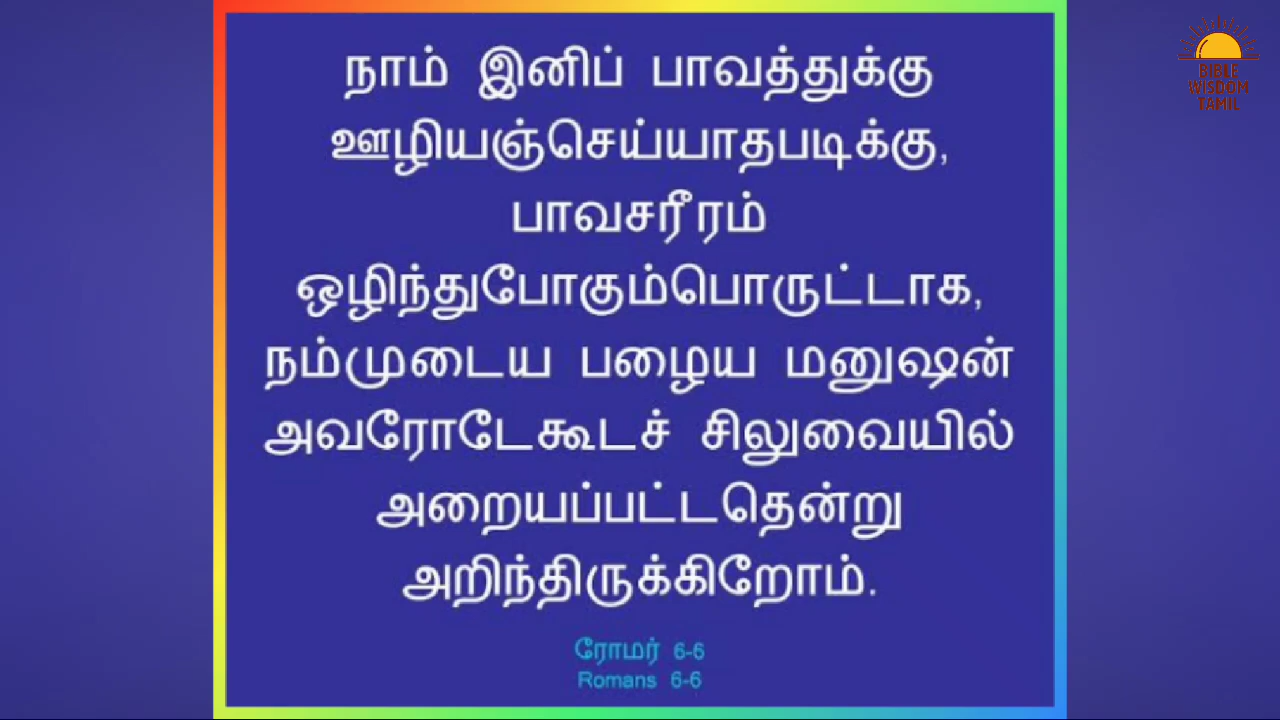 நாம் இனிப் பாவத்துக்கு
ஊழியஞ்செய்யாதபடிக்கு,
பாவசரீரம்
ஒழிந்துபோகும்பொருட்டாக,
நம்முடைய பழைய மனுஷன்
அவரோடேகூடச் சிலுவையில்
அறையப்பட்டதென்று
அறிந்திருக்கிறோம்.
ரோமர் 6-6
Romans 6-6
BIBLE
WISDOM
TAMIL